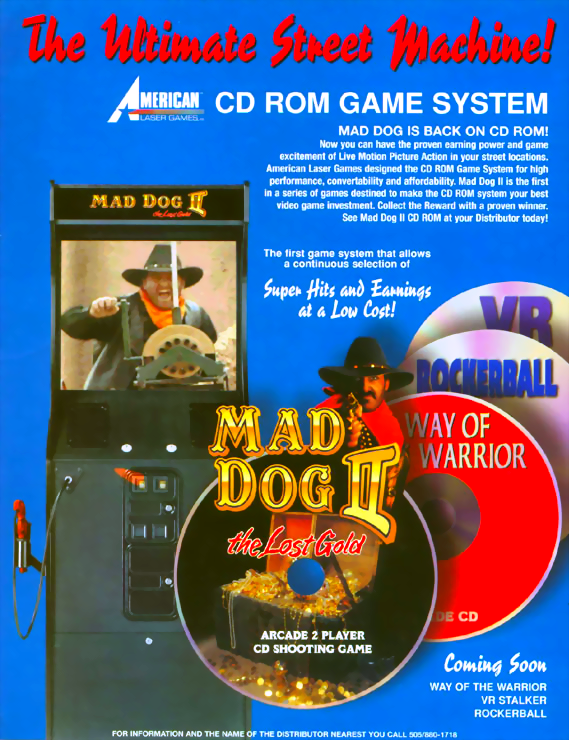 The Ultimate Street Machine!
AMERICAN
LASER GAMES
CD ROM GAME SYSTEM
MAD DOG IS BACK ON CD ROM!
Now you can have the proven earning power and game
excitement of Live Motion Picture Action in your street locations.
American Laser Games designed the CD ROM Game System for high
performance, convertability and affordability. Mad Dog II is the first
in a series of games destined to make the CD ROM system your best
video game investment. Collect the Reward with a proven winner.
See Mad Dog II CD ROM at your Distributor today!
MAD DOG II
the Lost Gold
The first game system that allows
a continuous selection of
Super Hits and Earnings
at a Low Cost!
VR
ROCKERBALL
WAY OF
WARRIOR
DE CD
MAD
DOG II
the Lost Gold
ARCADE 2 PLAYER
CD SHOOTING GAME
Coming Soon
WAY OF THE WARRIOR
VR STALKER
ROCKERBALL
FOR INFORMATION AND THE NAME OF THE DISTRIBUTOR NEAREST YOU CALL 505/880-1718